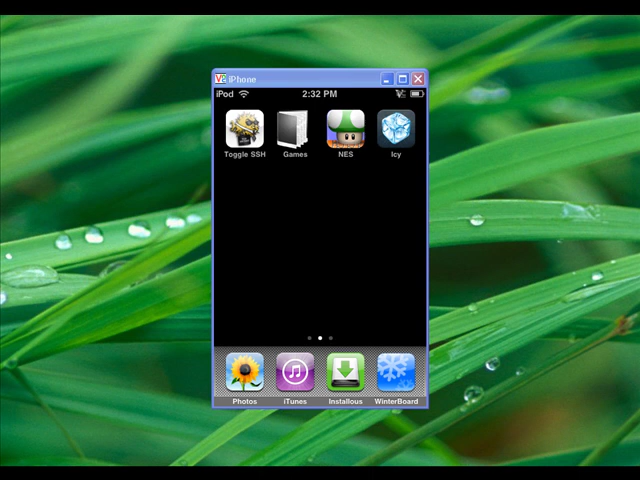 iPhone
iPod 2:32 PM
Toggle SSH Games NES Icy
Photos iTunes Installous WinterBoard